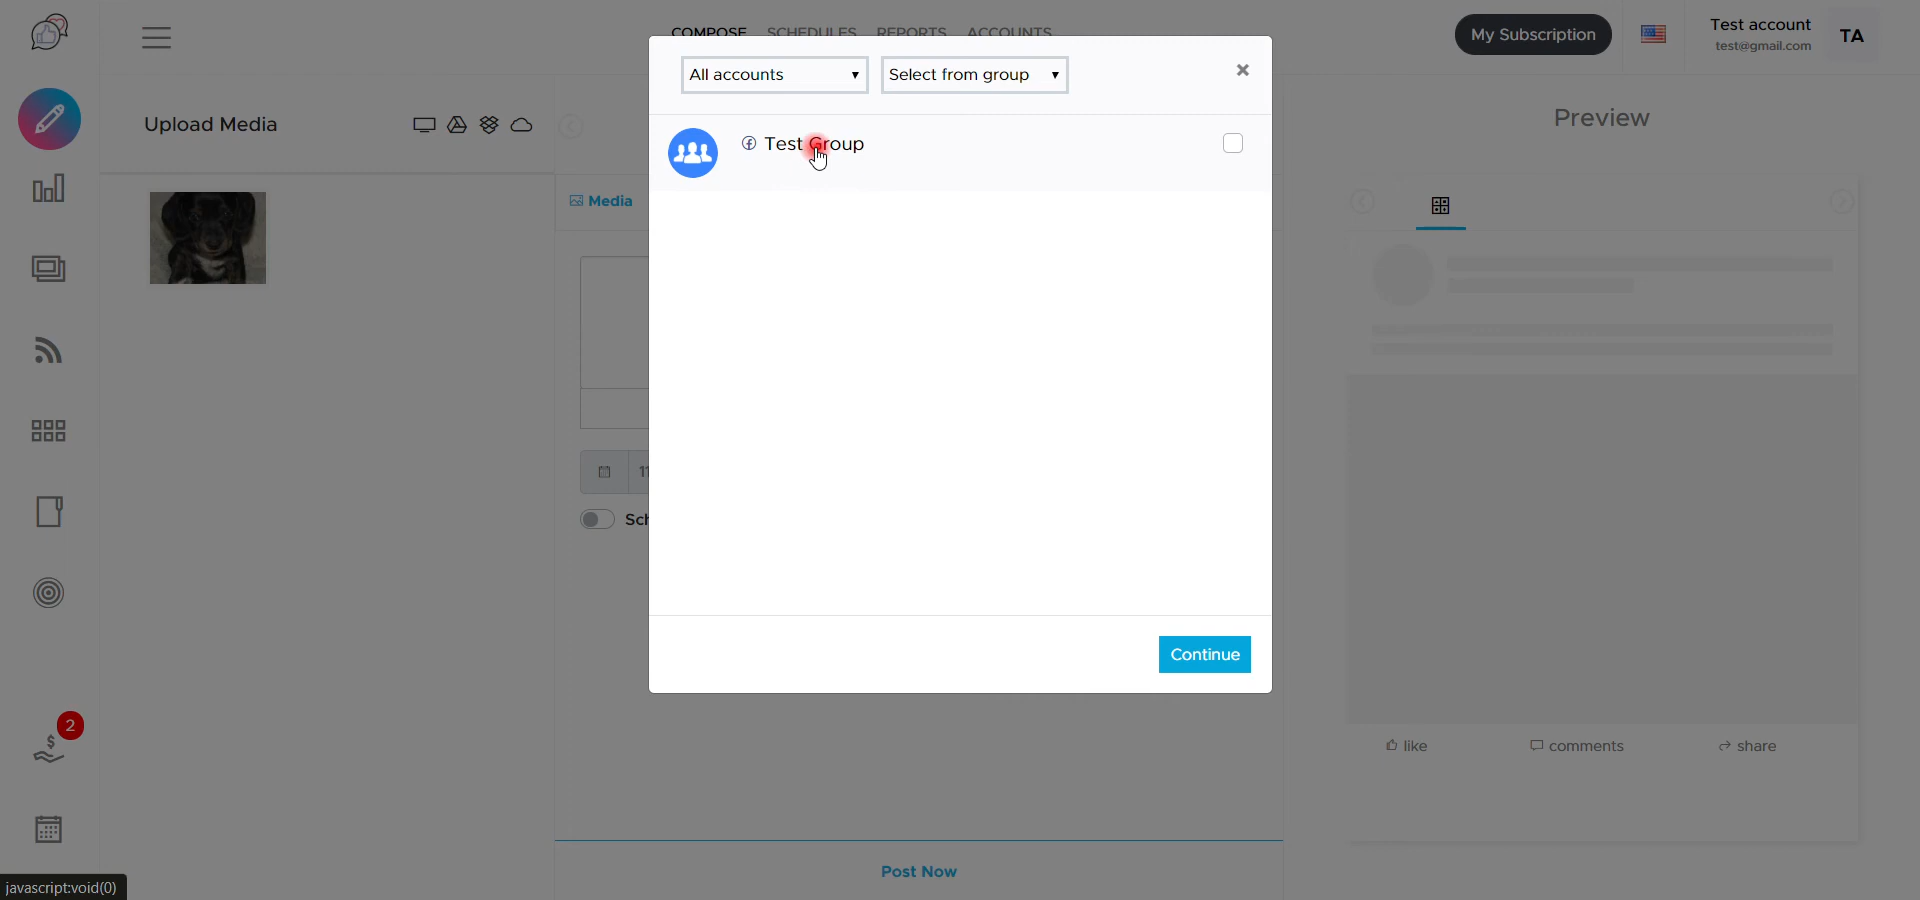 COMPOSE SCHEDULES REPORTS ACCOUNTS
My Subscription
Test account
test@gmail.com
TA
All accounts
Select from group
Upload Media
Preview
Test Group
Media
11
Sch
Continue
2
like
comments
share
Post Now
javascript:void(0)